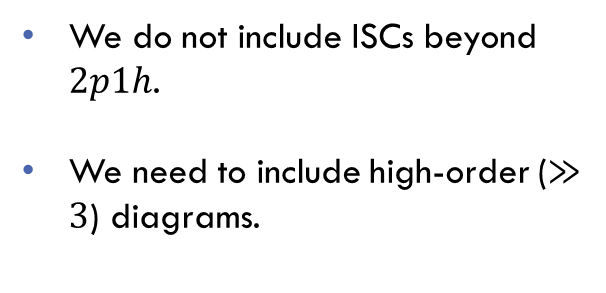 • We do not include ISCs beyond
2p1h.
• We need to include high-order (≫
3) diagrams.